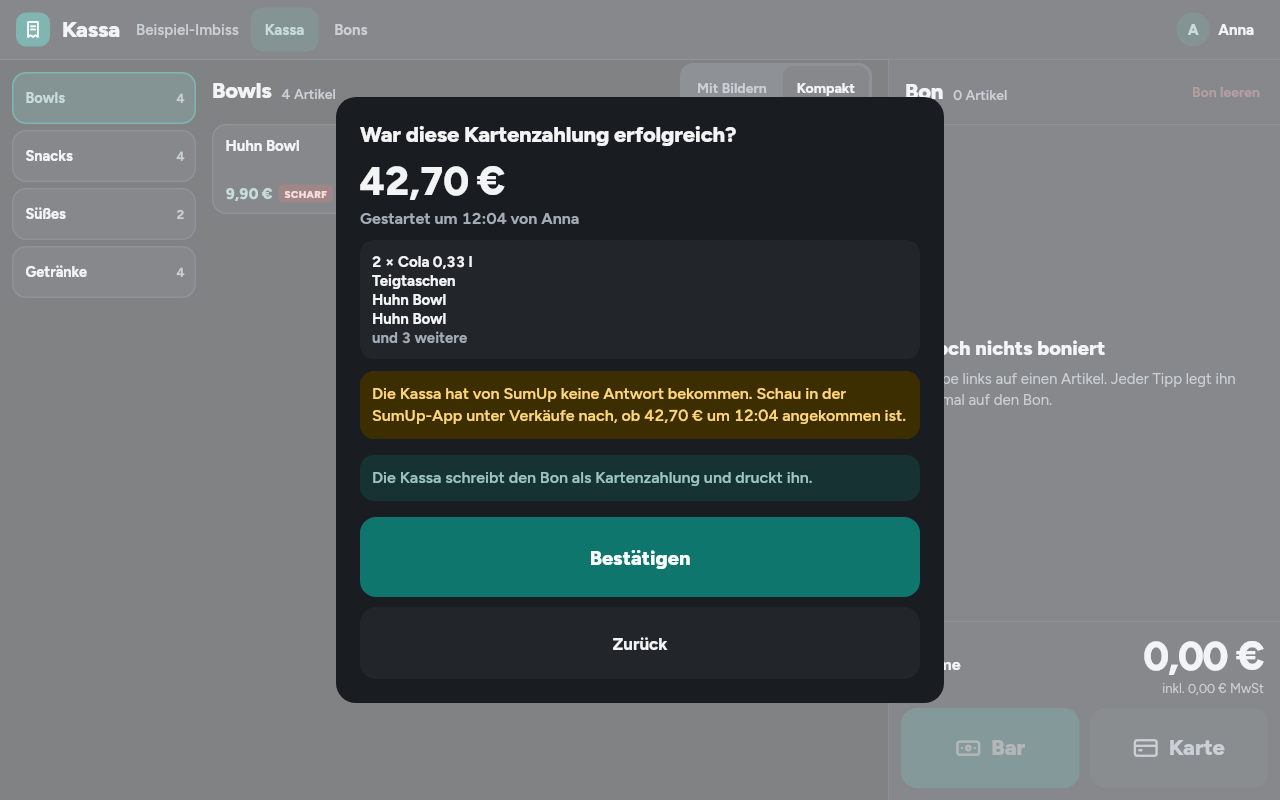 Kassa
Beispiel-Imbiss
Kassa
Bons
A
Anna
Bowls 4
Snacks 4
Süßes 2
Getränke 4
Bowls 4 Artikel
Mit Bildern
Kompakt
Huhn Bowl
9,90 € SCHARF
Bon 0 Artikel
Bon leeren
War diese Kartenzahlung erfolgreich?
42,70 €
Gestartet um 12:04 von Anna
2 × Cola 0,33 l
Teigtaschen
Huhn Bowl
Huhn Bowl
und 3 weitere
Die Kassa hat von SumUp keine Antwort bekommen. Schau in der
SumUp-App unter Verkäufe nach, ob 42,70 € um 12:04 angekommen ist.
Die Kassa schreibt den Bon als Kartenzahlung und druckt ihn.
Bestätigen
Zurück
nichts boniert
links auf einen Artikel. Jeder Tipp legt ihn
auf den Bon.
0,00 €
inkl. 0,00 € MwSt
Bar
Karte